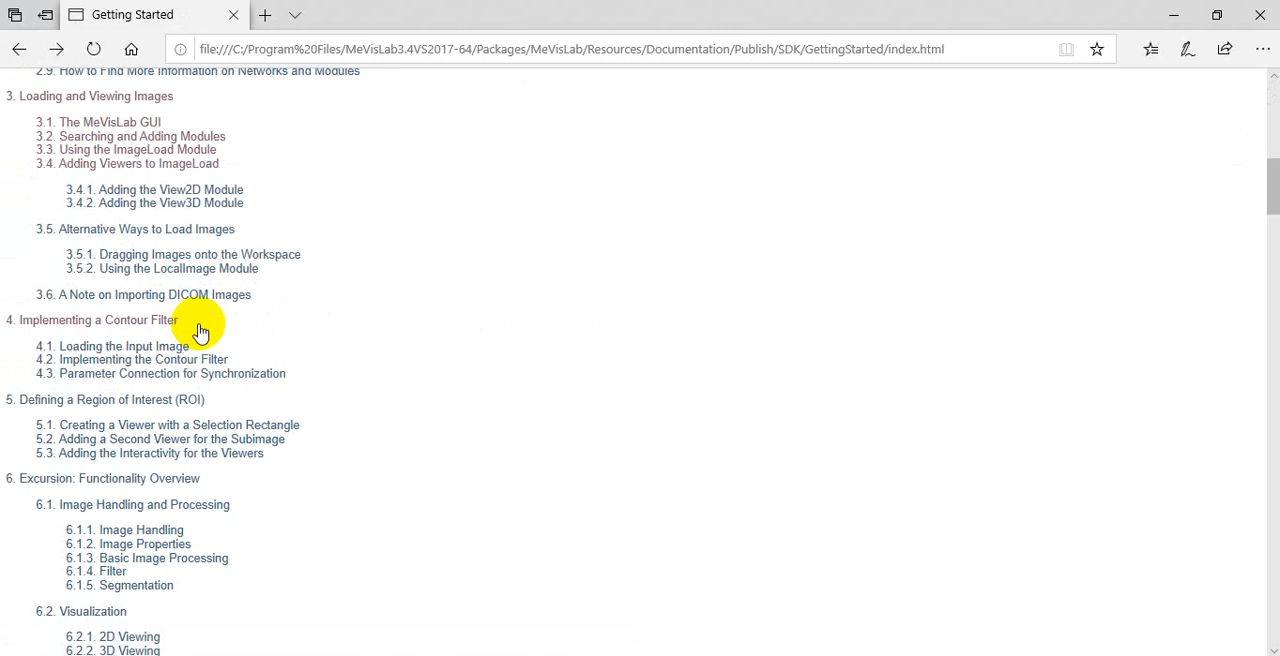 Getting Started
file:///C:/Program%20Files/MeVisLab3.4VS2017-64/Packages/MeVisLab/Resources/Documentation/Publish/SDK/GettingStarted/index.html
2.9. How to Find More Information on Networks and Modules
3. Loading and Viewing Images
3.1. The MeVisLab GUI
3.2. Searching and Adding Modules
3.3. Using the ImageLoad Module
3.4. Adding Viewers to ImageLoad
3.4.1. Adding the View2D Module
3.4.2. Adding the View3D Module
3.5. Alternative Ways to Load Images
3.5.1. Dragging Images onto the Workspace
3.5.2. Using the LocalImage Module
3.6. A Note on Importing DICOM Images
4. Implementing a Contour Filter
4.1. Loading the Input Image
4.2. Implementing the Contour Filter
4.3. Parameter Connection for Synchronization
5. Defining a Region of Interest (ROI)
5.1. Creating a Viewer with a Selection Rectangle
5.2. Adding a Second Viewer for the Subimage
5.3. Adding the Interactivity for the Viewers
6. Excursion: Functionality Overview
6.1. Image Handling and Processing
6.1.1. Image Handling
6.1.2. Image Properties
6.1.3. Basic Image Processing
6.1.4. Filter
6.1.5. Segmentation
6.2. Visualization
6.2.1. 2D Viewing
6.2.2. 3D Viewing